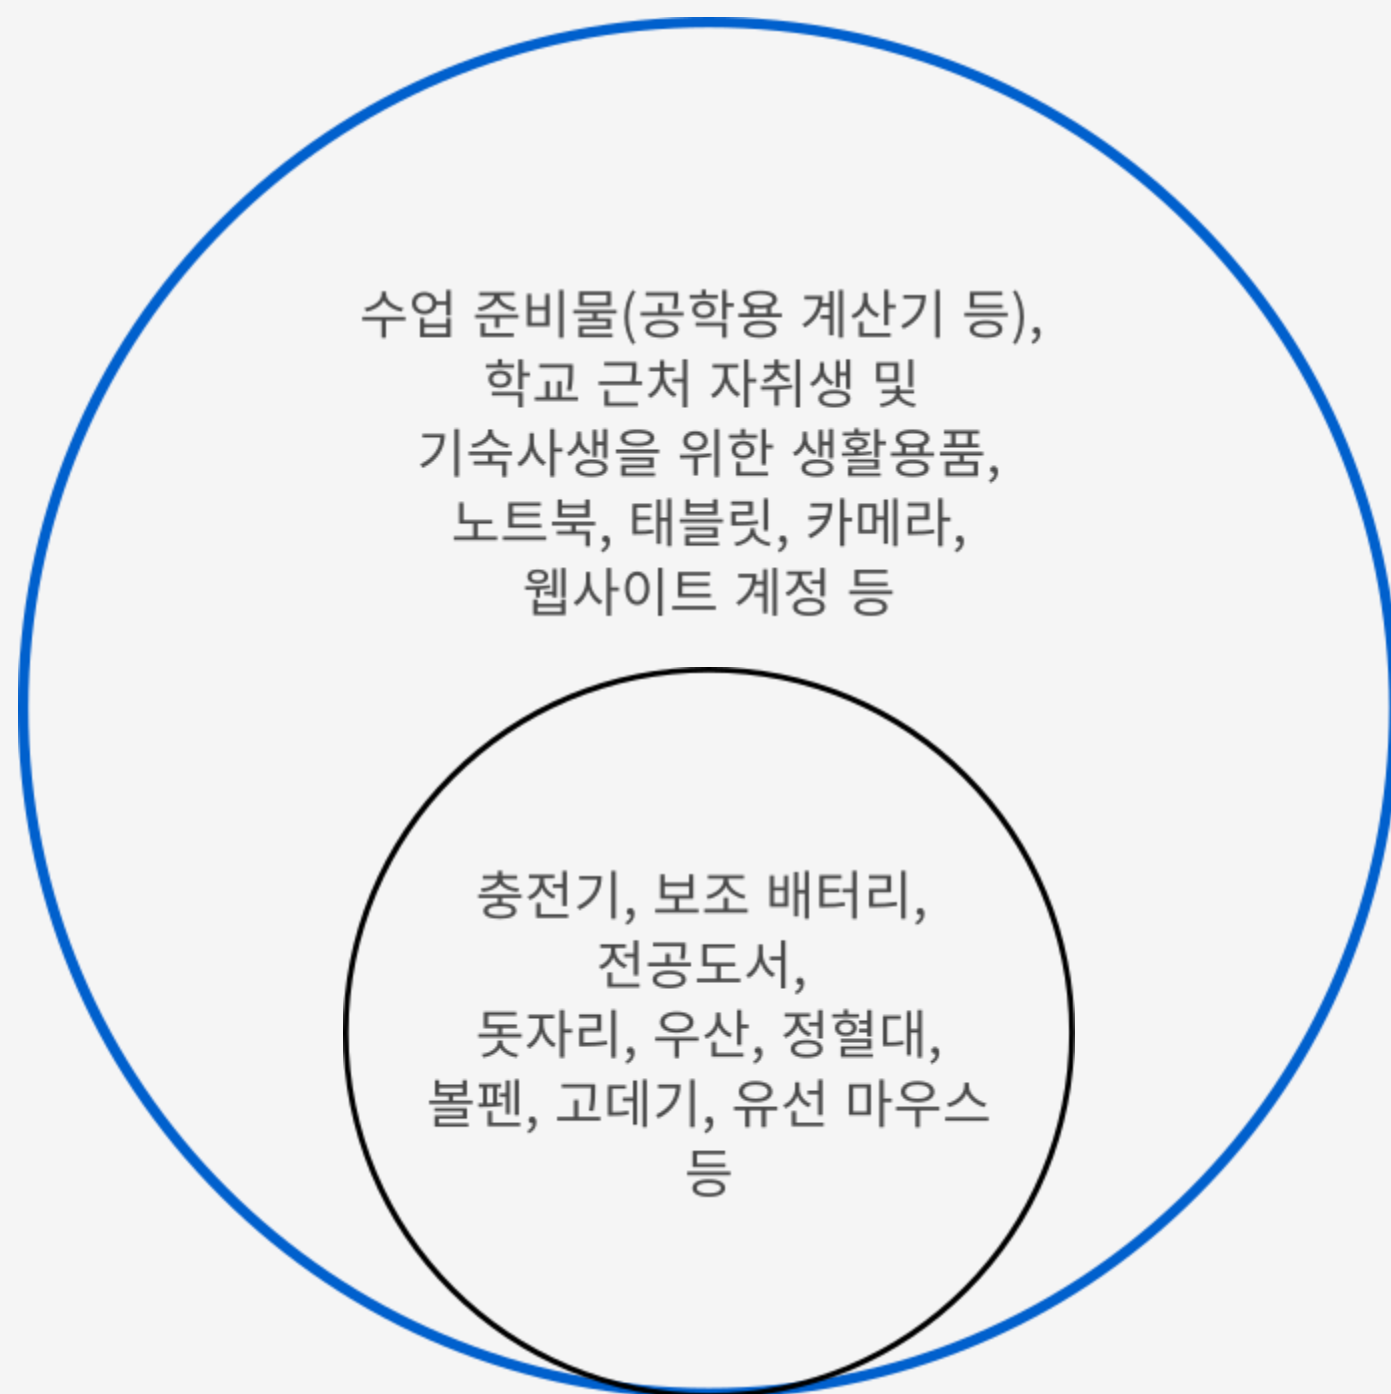 수업 준비물(공학용 계산기 등),
학교 근처 자취생 및
기숙사생을 위한 생활용품,
노트북, 태블릿, 카메라,
웹사이트 계정 등
충전기, 보조 배터리,
전공도서,
돗자리, 우산, 정혈대,
볼펜, 고데기, 유선 마우스
등